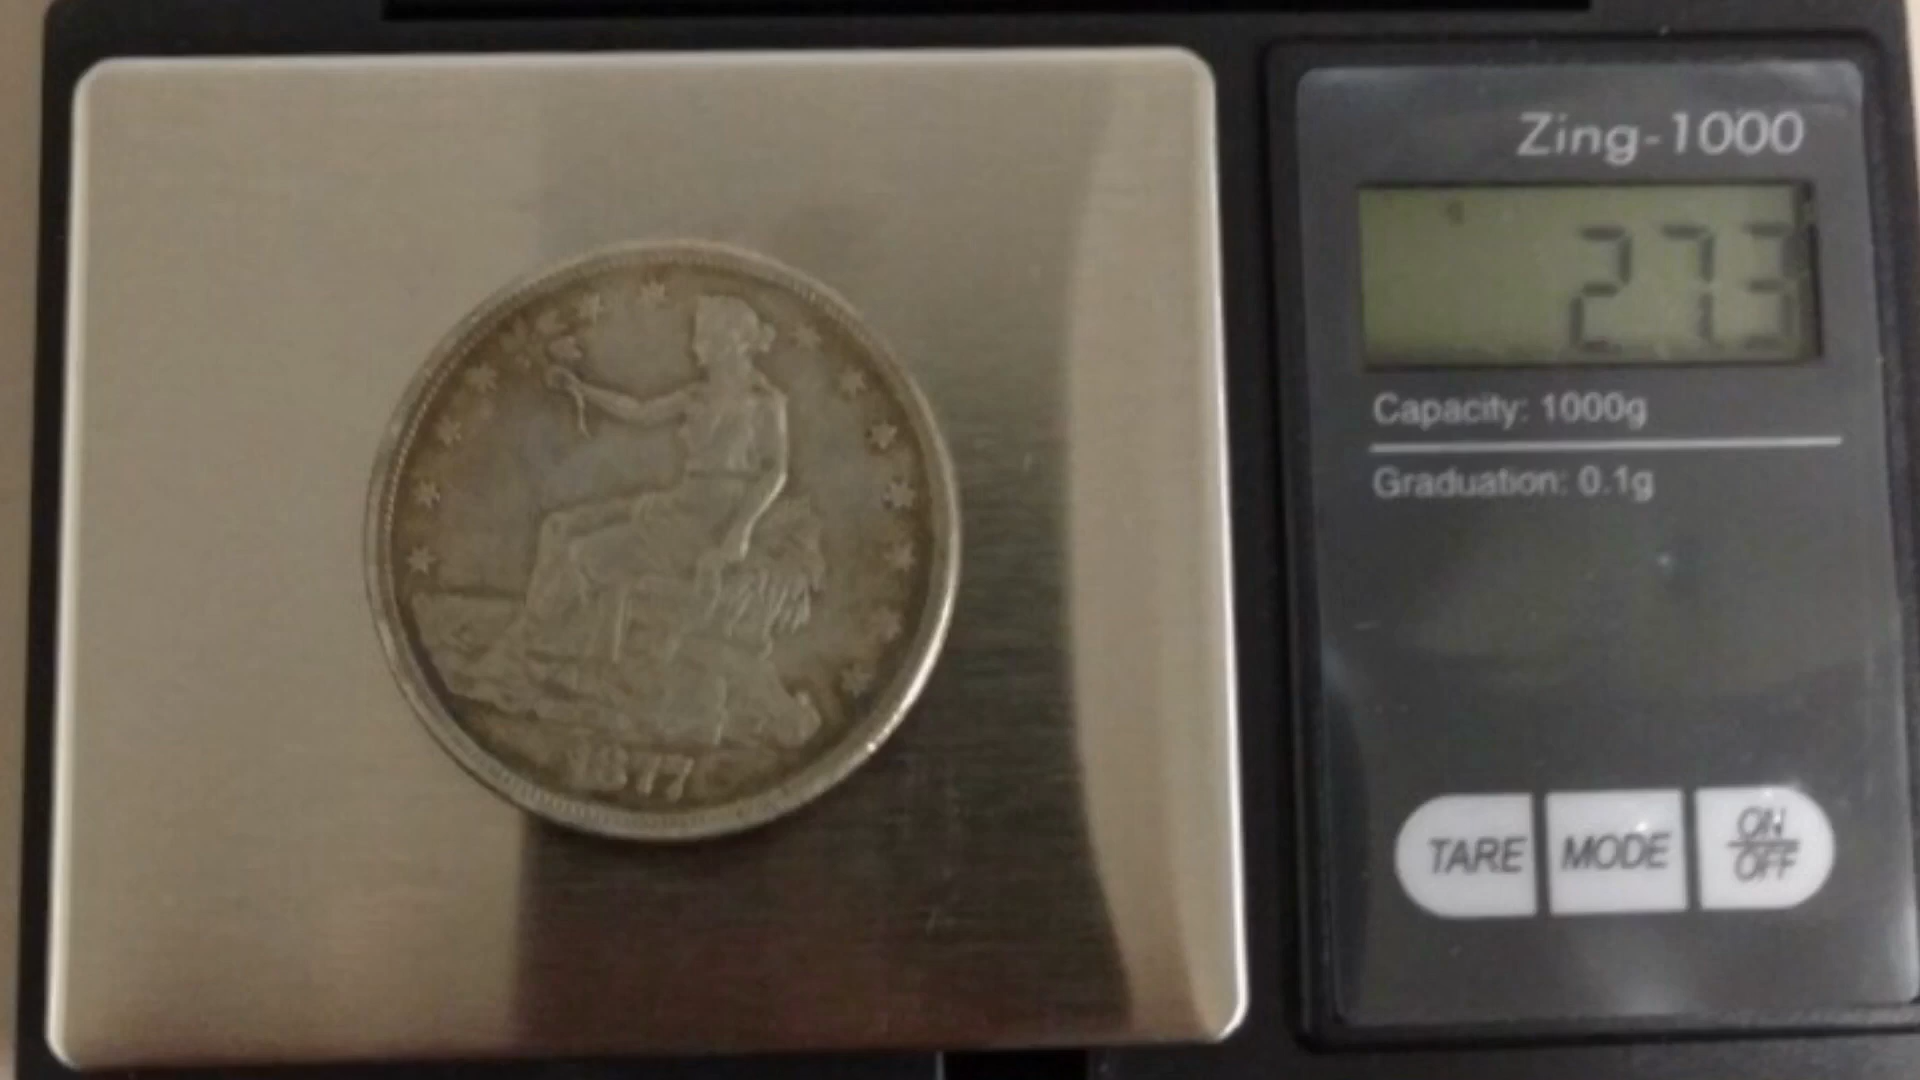 Zing-1000
27.3
Capacity: 1000g
Graduation: 0.1g
TARE
MODE
ON
OFF
1877